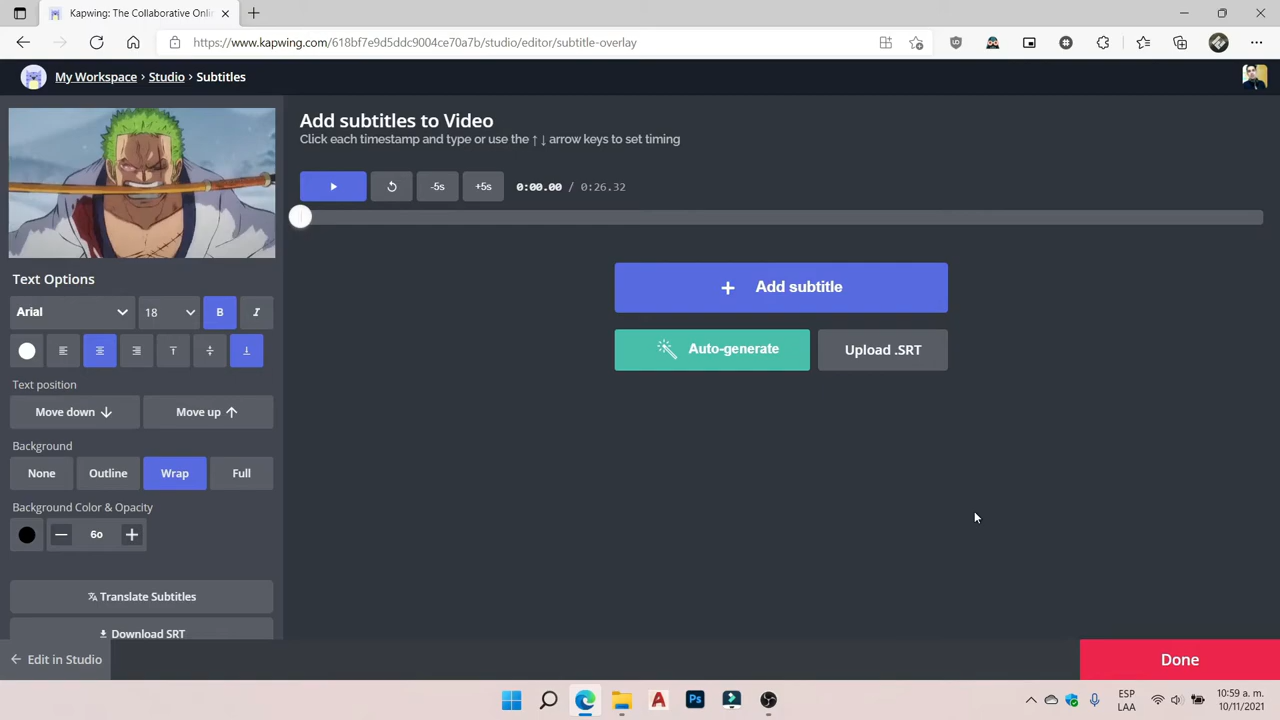 Kapwing: The Collaborative Onli
https://www.kapwing.com/618bf7e9d5ddc9004ce70a7b/studio/editor/subtitle-overlay
My Workspace › Studio › Subtitles
Add subtitles to Video
Click each timestamp and type or use the ↑ ↓ arrow keys to set timing
-5s
+5s
0:00.00 / 0:26.32
Add subtitle
Auto-generate
Upload .SRT
Text Options
Arial
18
B
I
Text position
Move down
Move up
Background
None
Outline
Wrap
Full
Background Color & Opacity
60
Translate Subtitles
Download SRT
Edit in Studio
Done
A
Ps
ESP
LAA
10:59 a. m.
10/11/2021